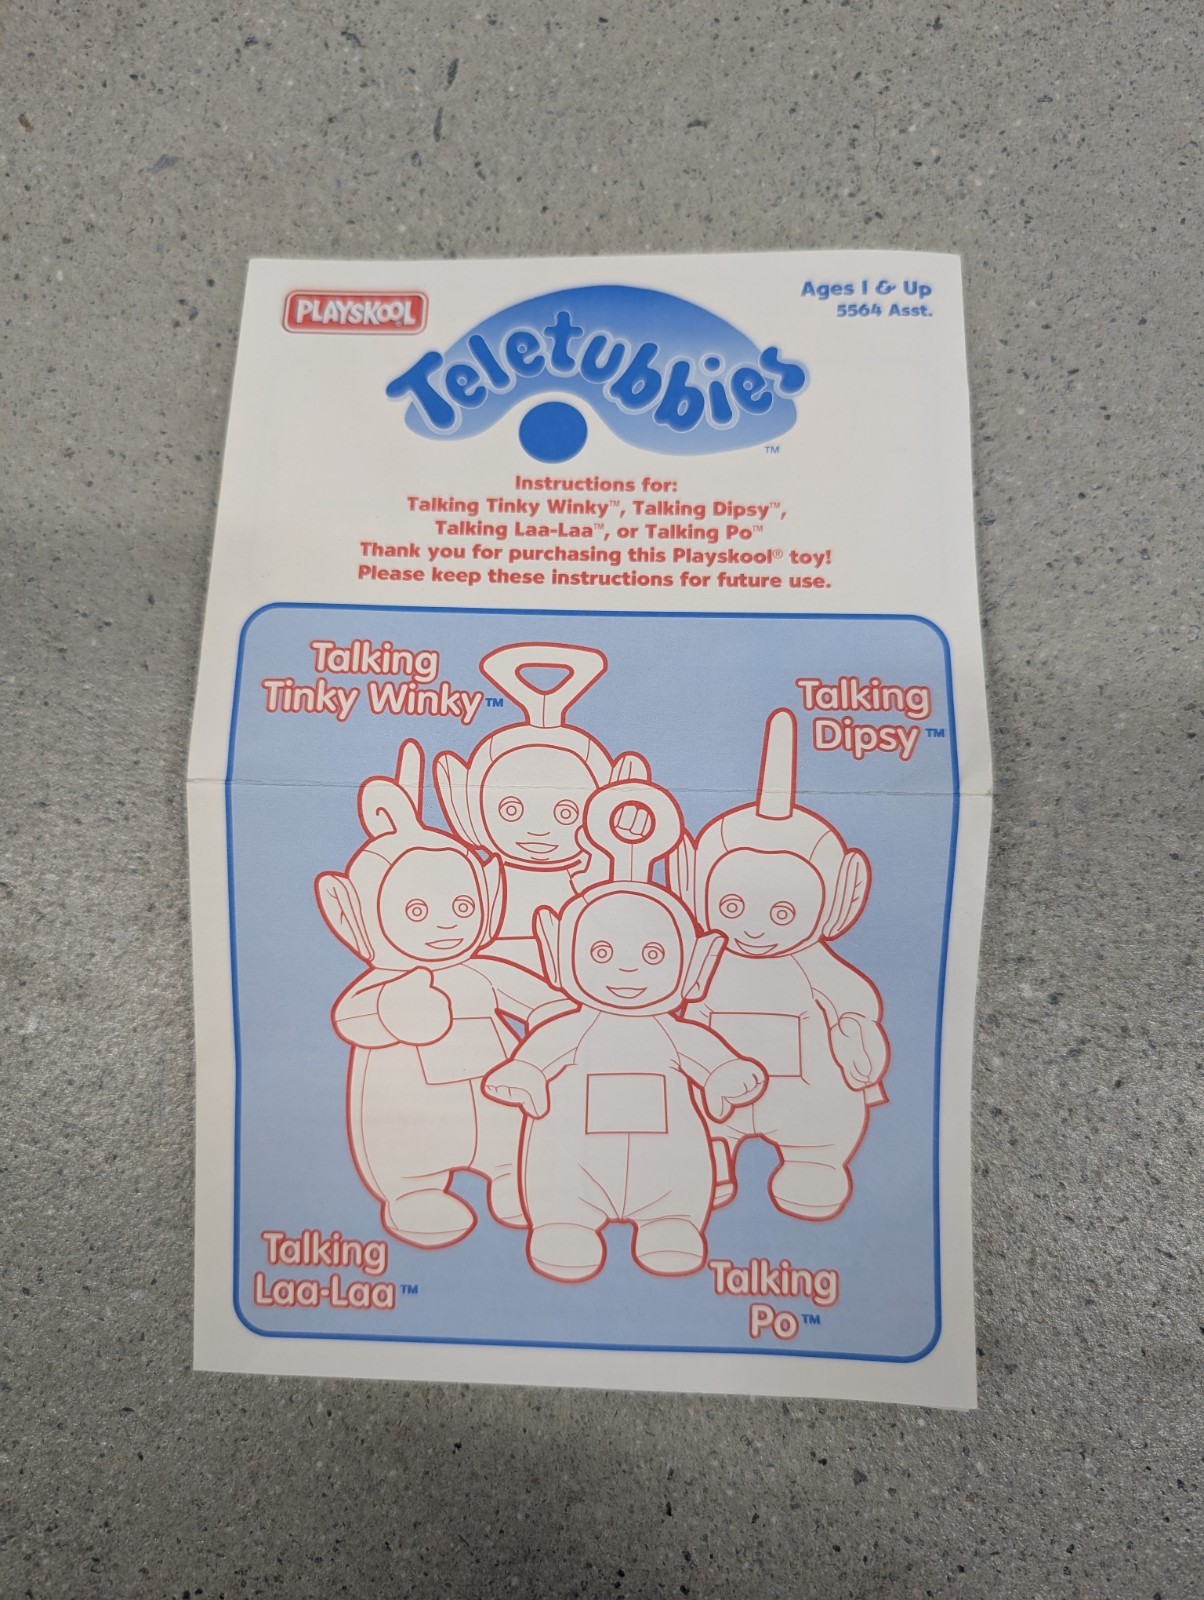 PLAYSKOOL®
Ages 1 & Up
5564 Asst.
Teletubbies™
Instructions for:
Talking Tinky Winky™, Talking Dipsy™,
Talking Laa-Laa™, or Talking Po™
Thank you for purchasing this Playskool® toy!
Please keep these instructions for future use.
Talking
Tinky Winky™
Talking
Dipsy™
Talking
Laa-Laa™
Talking
Po™